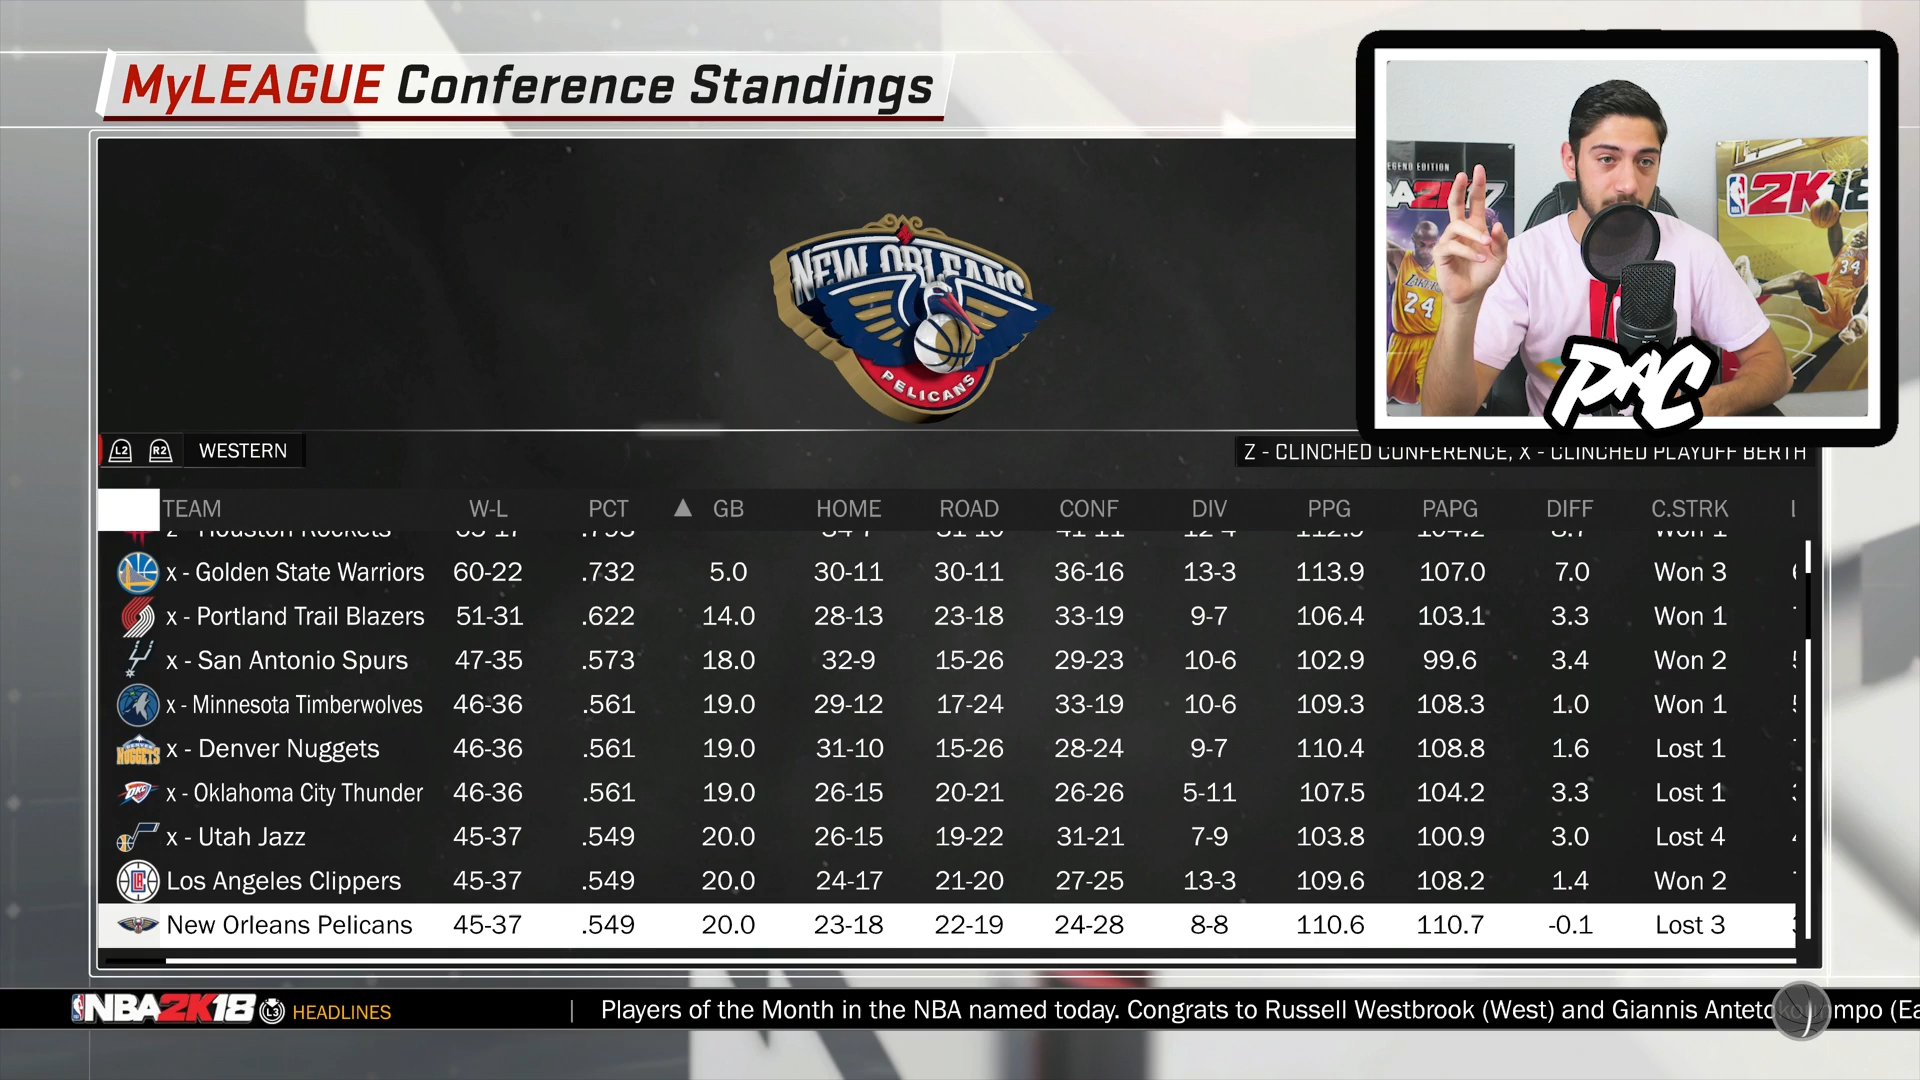 MyLEAGUE Conference Standings
LEGEND EDITION
2K18
NEW ORLEANS
PELICANS
LAKERS
24
34
PAC
L2 R2 WESTERN
Z - CLINCHED CONFERENCE, X - CLINCHED PLAYOFF BERTH
TEAM W-L PCT GB HOME ROAD CONF DIV PPG PAPG DIFF C.STRK
z - Houston Rockets
x - Golden State Warriors 60-22 .732 5.0 30-11 30-11 36-16 13-3 113.9 107.0 7.0 Won 3
x - Portland Trail Blazers 51-31 .622 14.0 28-13 23-18 33-19 9-7 106.4 103.1 3.3 Won 1
x - San Antonio Spurs 47-35 .573 18.0 32-9 15-26 29-23 10-6 102.9 99.6 3.4 Won 2
x - Minnesota Timberwolves 46-36 .561 19.0 29-12 17-24 33-19 10-6 109.3 108.3 1.0 Won 1
x - Denver Nuggets 46-36 .561 19.0 31-10 15-26 28-24 9-7 110.4 108.8 1.6 Lost 1
x - Oklahoma City Thunder 46-36 .561 19.0 26-15 20-21 26-26 5-11 107.5 104.2 3.3 Lost 1
x - Utah Jazz 45-37 .549 20.0 26-15 19-22 31-21 7-9 103.8 100.9 3.0 Lost 4
Los Angeles Clippers 45-37 .549 20.0 24-17 21-20 27-25 13-3 109.6 108.2 1.4 Won 2
New Orleans Pelicans 45-37 .549 20.0 23-18 22-19 24-28 8-8 110.6 110.7 -0.1 Lost 3
NBA2K18 L3 HEADLINES | Players of the Month in the NBA named today. Congrats to Russell Westbrook (West) and Giannis